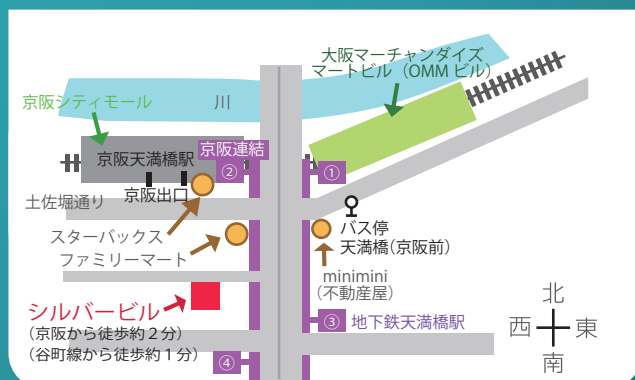 大阪マーチャンダイズ
マートビル（OMM ビル）
京阪シティモール
川
京阪連結
京阪天満橋駅
②
①
京阪出口
土佐堀通り
バス停
天満橋(京阪前)
スターバックス
ファミリーマート
minimini
（不動産屋）
シルバービル
（京阪から徒歩約２分）
（谷町線から徒歩約１分）
③
地下鉄天満橋駅
④
北
西
東
南